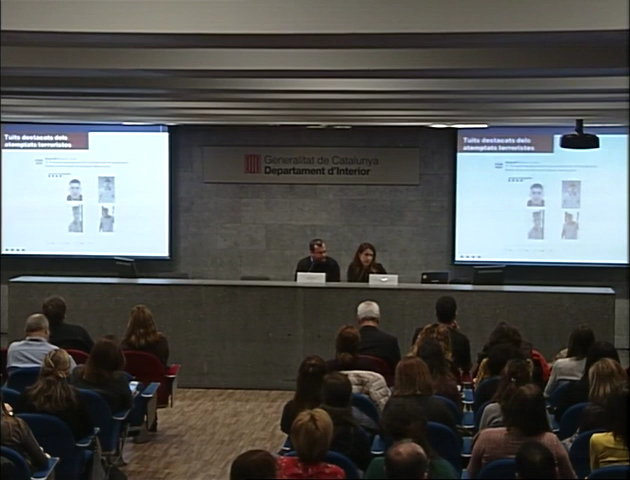 Tuits destacats dels
atemptats terroristes
Generalitat de Catalunya
Departament d'Interior
Tuits destacats dels
atemptats terroristes